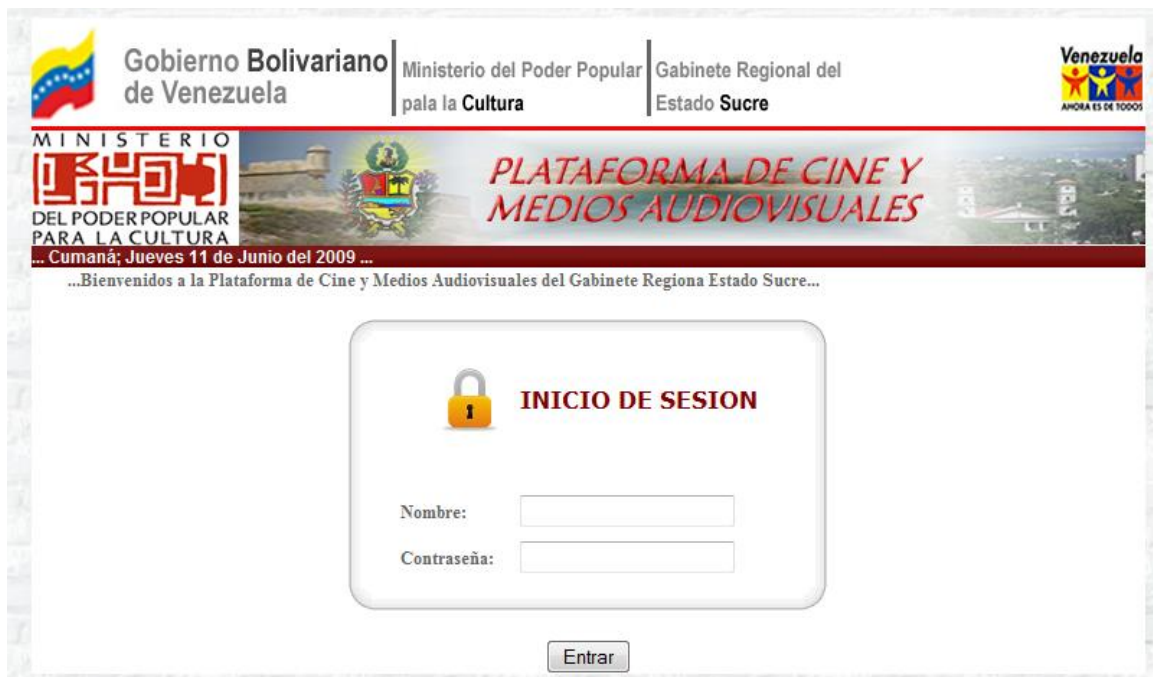 Gobierno Bolivariano
de Venezuela
Ministerio del Poder Popular
pala la Cultura
Gabinete Regional del
Estado Sucre
Venezuela
AHORA ES DE TODOS
MINISTERIO
DEL PODER POPULAR
PARA LA CULTURA
PLATAFORMA DE CINE Y
MEDIOS AUDIOVISUALES
... Cumaná; Jueves 11 de Junio del 2009 ...
...Bienvenidos a la Plataforma de Cine y Medios Audiovisuales del Gabinete Regiona Estado Sucre...
INICIO DE SESION
Nombre:
Contraseña:
Entrar